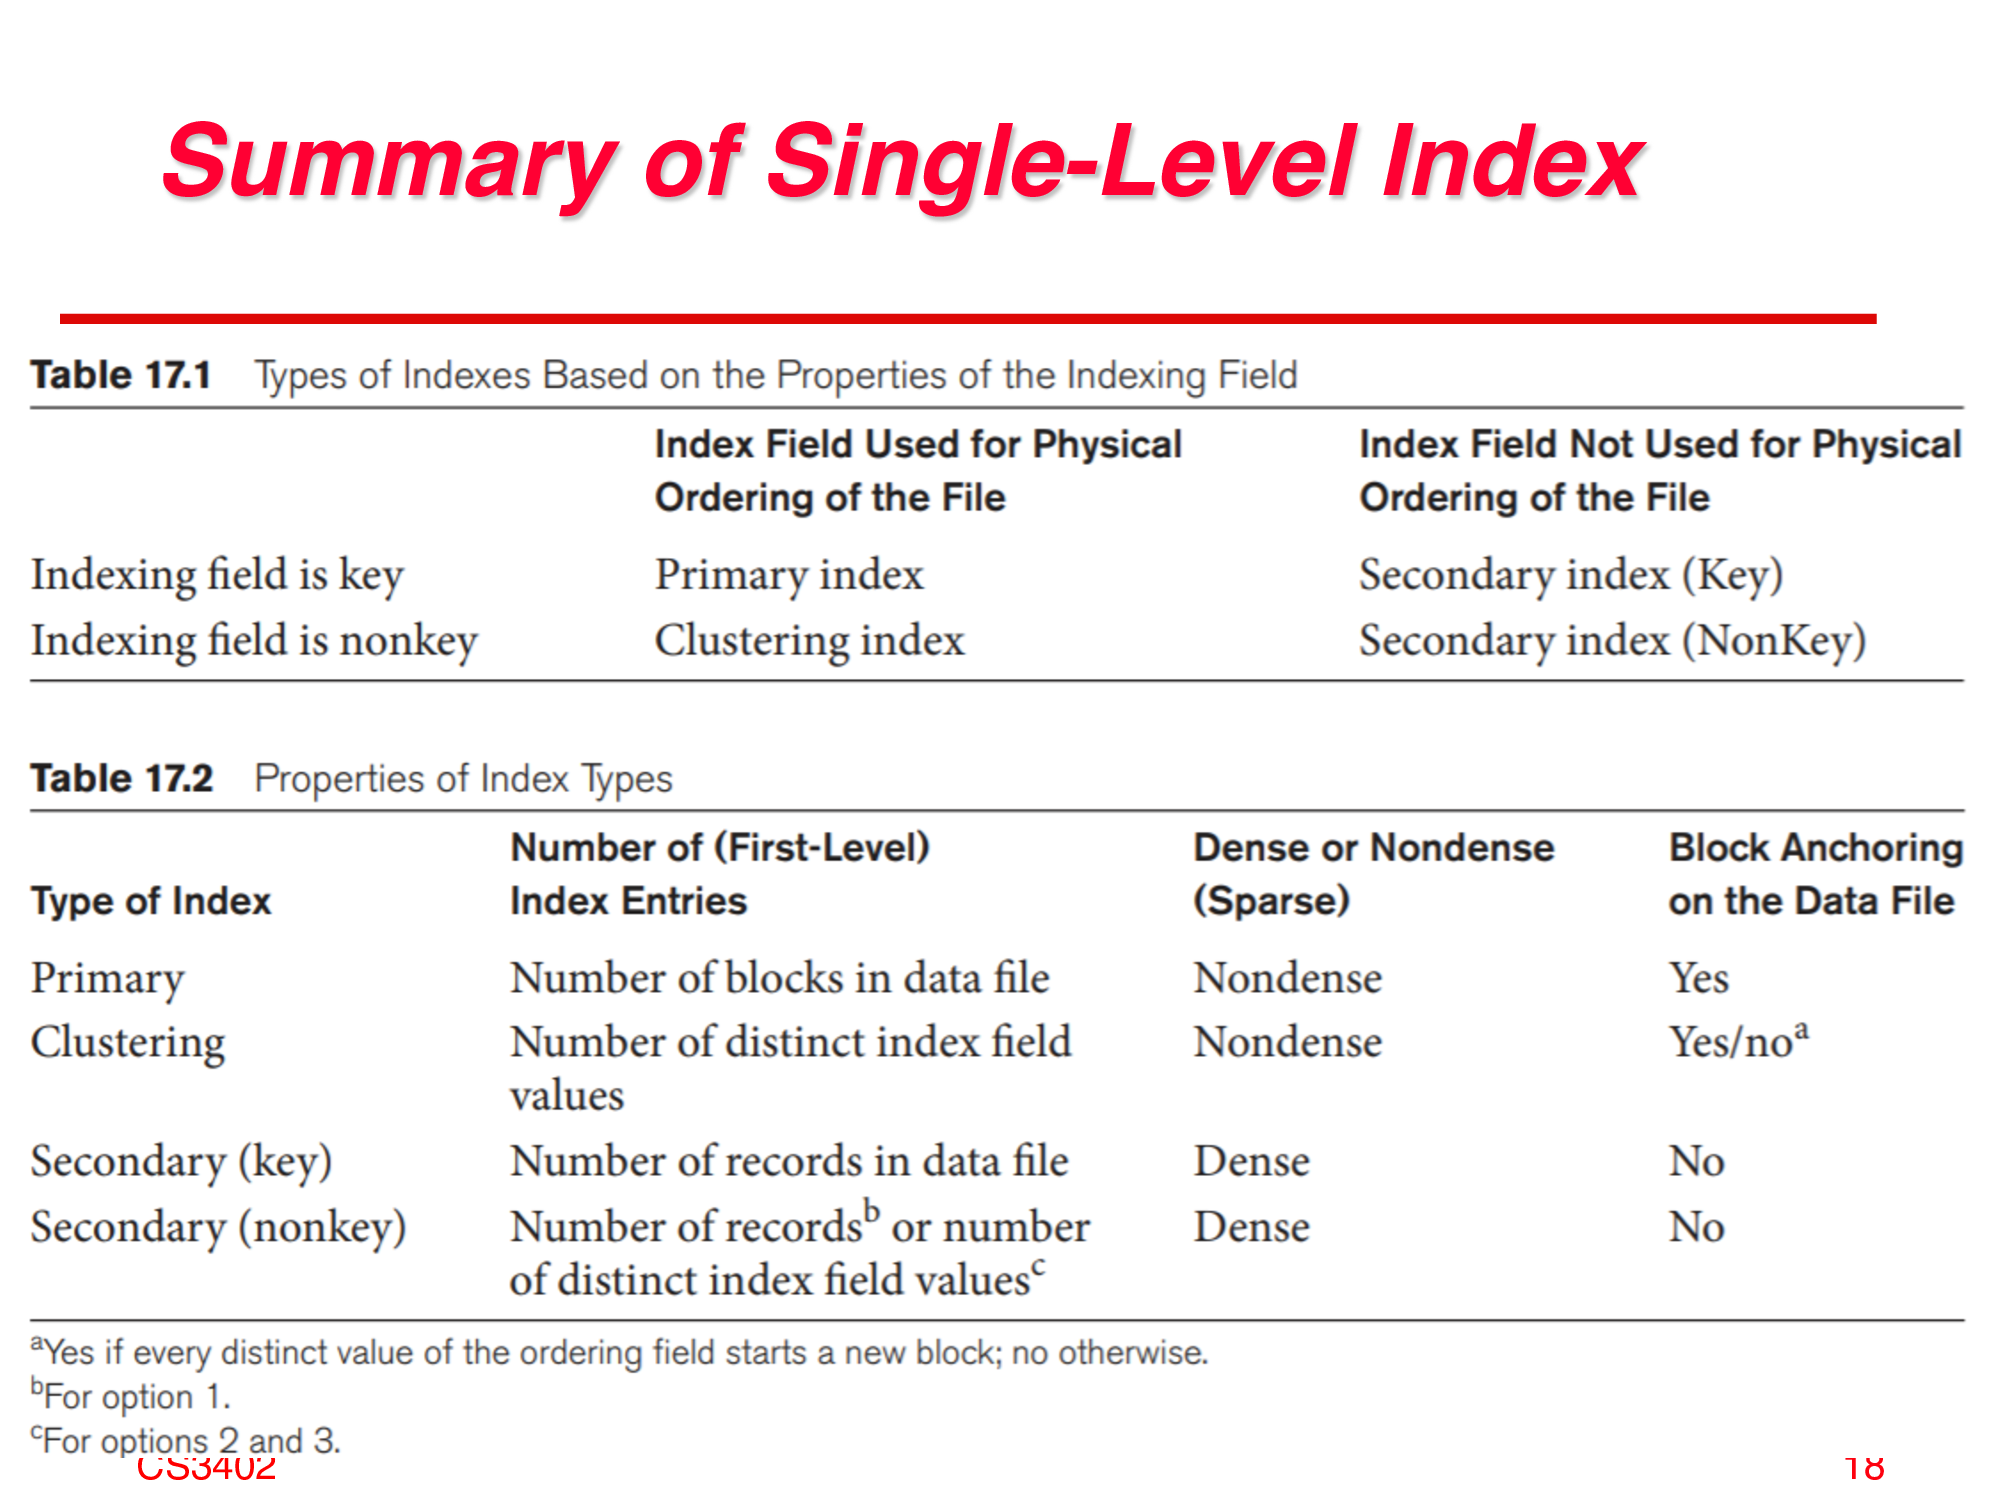 Summary of Single-Level Index
Table 17.1 Types of Indexes Based on the Properties of the Indexing Field
Index Field Used for Physical Ordering of the File
Index Field Not Used for Physical Ordering of the File
Indexing field is key Primary index Secondary index (Key)
Indexing field is nonkey Clustering index Secondary index (NonKey)
Table 17.2 Properties of Index Types
Type of Index
Number of (First-Level) Index Entries
Dense or Nondense (Sparse)
Block Anchoring on the Data File
Primary Number of blocks in data file Nondense Yes
Clustering Number of distinct index field Nondense Yes/noᵃ
values
Secondary (key) Number of records in data file Dense No
Secondary (nonkey) Number of recordsᵇ or number Dense No
of distinct index field valuesᶜ
ᵃYes if every distinct value of the ordering field starts a new block; no otherwise.
ᵇFor option 1.
ᶜFor options 2 and 3.
CS3402 18